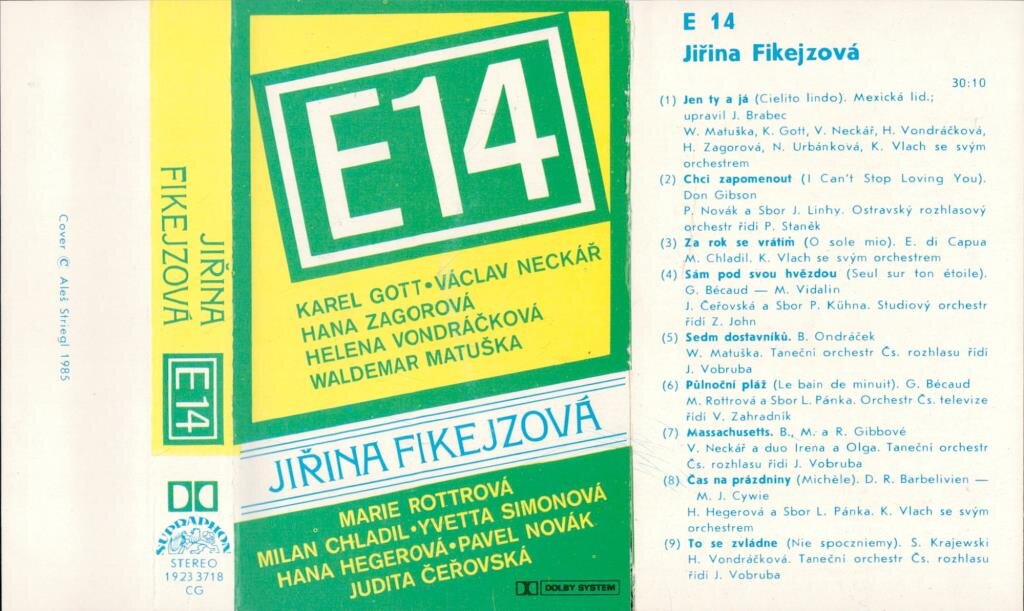 Cover © Aleš Striegl 1985
JIŘINA
FIKEJZOVÁ
E14
SUPRAPHON
STEREO
1923 3718
CG
E14
KAREL GOTT•VÁCLAV NECKÁŘ
HANA ZAGOROVÁ
HELENA VONDRÁČKOVÁ
WALDEMAR MATUŠKA
JIŘINA FIKEJZOVÁ
MARIE ROTTROVÁ
MILAN CHLADIL•YVETTA SIMONOVÁ
HANA HEGEROVÁ•PAVEL NOVÁK
JUDITA ČEŘOVSKÁ
DOLBY SYSTEM
E 14
Jiřina Fikejzová
30:10
(1) Jen ty a já (Cielito lindo). Mexická lid.;
upravil J. Brabec
W. Matuška, K. Gott, V. Neckář, H. Vondráčková,
H. Zagorová, N. Urbánková, K. Vlach se svým
orchestrem
(2) Chci zapomenout (I Can't Stop Loving You).
Don Gibson
P. Novák a Sbor J. Linhy. Ostravský rozhlasový
orchestr řídí P. Staněk
(3) Za rok se vrátím (O sole mio). E. di Capua
M. Chladil. K. Vlach se svým orchestrem
(4) Sám pod svou hvězdou (Seul sur ton étoile).
G. Bécaud — M. Vidalin
J. Čeřovská a Sbor P. Kühna. Studiový orchestr
řídí Z. John
(5) Sedm dostavníků. B. Ondráček
W. Matuška. Taneční orchestr Čs. rozhlasu řídí
J. Vobruba
(6) Půlnoční pláž (Le bain de minuit). G. Bécaud
M. Rottrová a Sbor L. Pánka. Orchestr Čs. televize
řídí V. Zahradník
(7) Massachusetts. B., M. a R. Gibbové
V. Neckář a duo Irena a Olga. Taneční orchestr
Čs. rozhlasu řídí J. Vobruba
(8) Čas na prázdniny (Michèle). D. R. Barbelivien —
M. J. Cywie
H. Hegerová a Sbor L. Pánka. K. Vlach se svým
orchestrem
(9) To se zvládne (Nie spoczniemy). S. Krajewski
H. Vondráčková. Taneční orchestr Čs. rozhlasu
řídí J. Vobruba